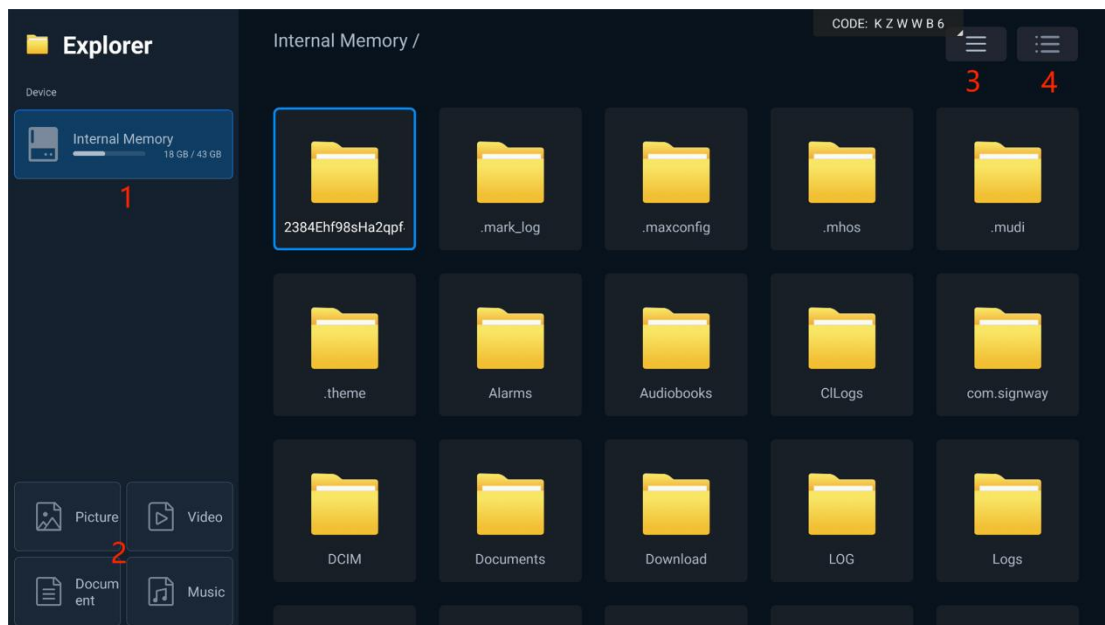 Explorer
Device
Internal Memory
18 GB / 43 GB
1
Picture
Video
2
Docum
ent
Music
Internal Memory /
CODE: K Z W W B 6
3
4
2384Ehf98sHa2qpf
.mark_log
.maxconfig
.mhos
.mudi
.theme
Alarms
Audiobooks
ClLogs
com.signway
DCIM
Documents
Download
LOG
Logs